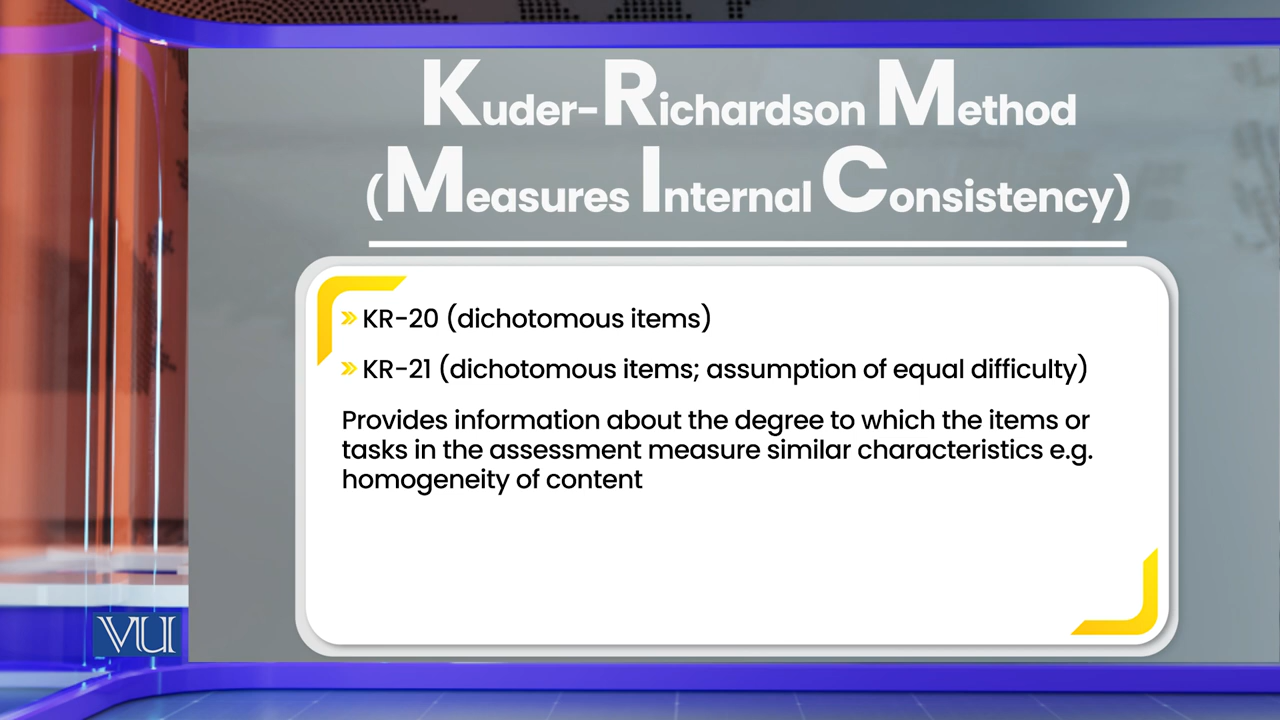 Kuder-Richardson Method
(Measures Internal Consistency)
» KR-20 (dichotomous items)
» KR-21 (dichotomous items; assumption of equal difficulty)
Provides information about the degree to which the items or
tasks in the assessment measure similar characteristics e.g.
homogeneity of content
VU